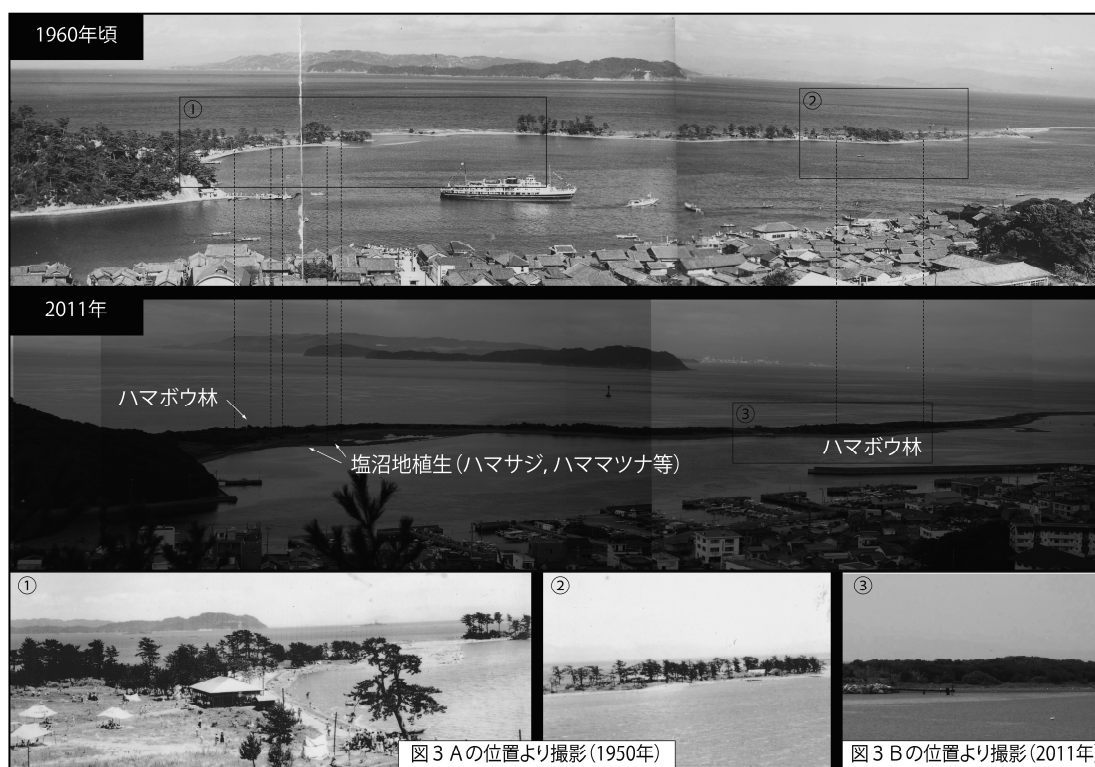 1960年頃
①
②
2011年
ハマボウ林
③
ハマボウ林
塩沼地植生（ハマサジ，ハママツナ等）
①
②
③
図3 Aの位置より撮影（1950年）
図3 Bの位置より撮影（2011年）